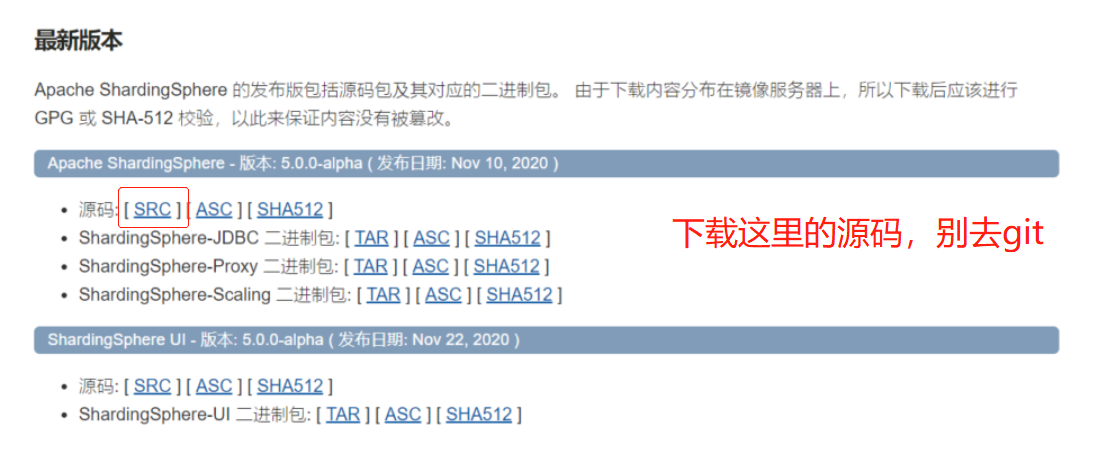 最新版本
Apache ShardingSphere 的发布版包括源码包及其对应的二进制包。 由于下载内容分布在镜像服务器上，所以下载后应该进行
GPG 或 SHA-512 校验，以此来保证内容没有被篡改。
Apache ShardingSphere - 版本: 5.0.0-alpha ( 发布日期: Nov 10, 2020 )
• 源码: [ SRC ] [ ASC ] [ SHA512 ]
下载这里的源码，别去git
• ShardingSphere-JDBC 二进制包: [ TAR ] [ ASC ] [ SHA512 ]
• ShardingSphere-Proxy 二进制包: [ TAR ] [ ASC ] [ SHA512 ]
• ShardingSphere-Scaling 二进制包: [ TAR ] [ ASC ] [ SHA512 ]
ShardingSphere UI - 版本: 5.0.0-alpha ( 发布日期: Nov 22, 2020 )
• 源码: [ SRC ] [ ASC ] [ SHA512 ]
• ShardingSphere-UI 二进制包: [ TAR ] [ ASC ] [ SHA512 ]